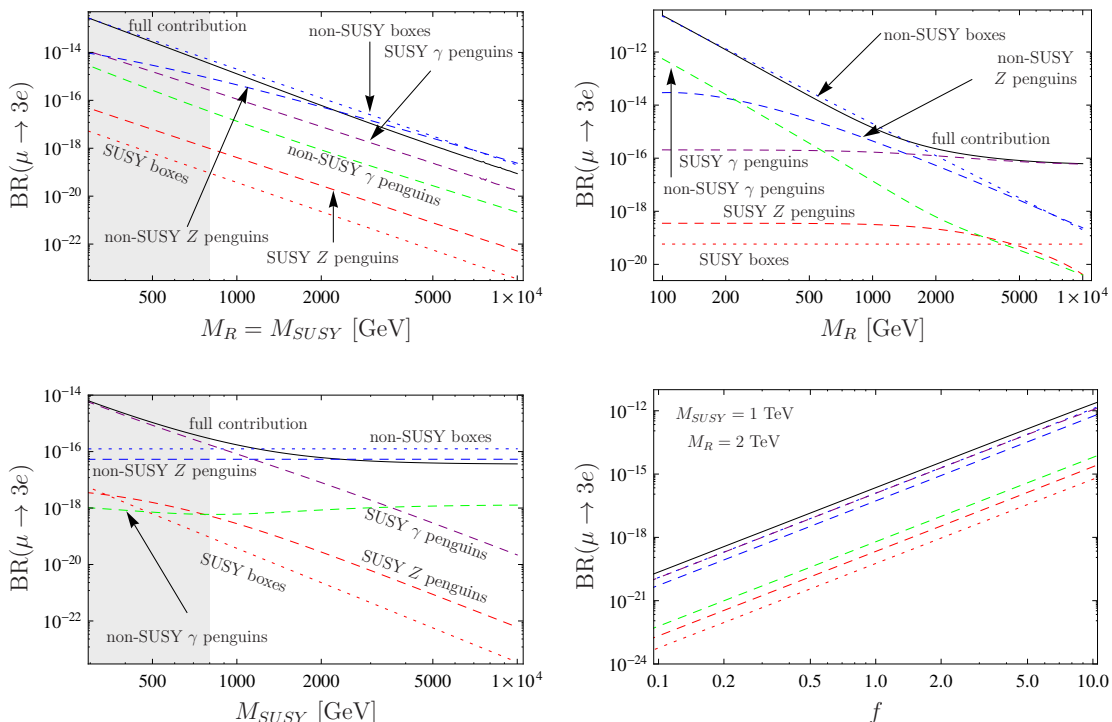 full contribution
non-SUSY boxes
SUSY γ penguins
10⁻¹⁴
10⁻¹⁶
10⁻¹⁸
10⁻²⁰
10⁻²²
BR(μ → 3e)
SUSY boxes
non-SUSY γ penguins
non-SUSY Z penguins
SUSY Z penguins
500
1000
2000
5000
1×10⁴
M_R = M_SUSY [GeV]
non-SUSY boxes
non-SUSY
Z penguins
10⁻¹²
10⁻¹⁴
10⁻¹⁶
10⁻¹⁸
10⁻²⁰
BR(μ → 3e)
full contribution
SUSY γ penguins
non-SUSY γ penguins
SUSY Z penguins
SUSY boxes
100
200
500
1000
2000
5000
1×10⁴
M_R [GeV]
10⁻¹⁴
10⁻¹⁶
10⁻¹⁸
10⁻²⁰
10⁻²²
BR(μ → 3e)
full contribution
non-SUSY boxes
non-SUSY Z penguins
SUSY γ penguins
SUSY Z penguins
SUSY boxes
non-SUSY γ penguins
500
1000
2000
5000
1×10⁴
M_SUSY [GeV]
10⁻¹²
10⁻¹⁵
10⁻¹⁸
10⁻²¹
10⁻²⁴
BR(μ → 3e)
M_SUSY = 1 TeV
M_R = 2 TeV
0.1
0.2
0.5
1.0
2.0
5.0
10.0
f